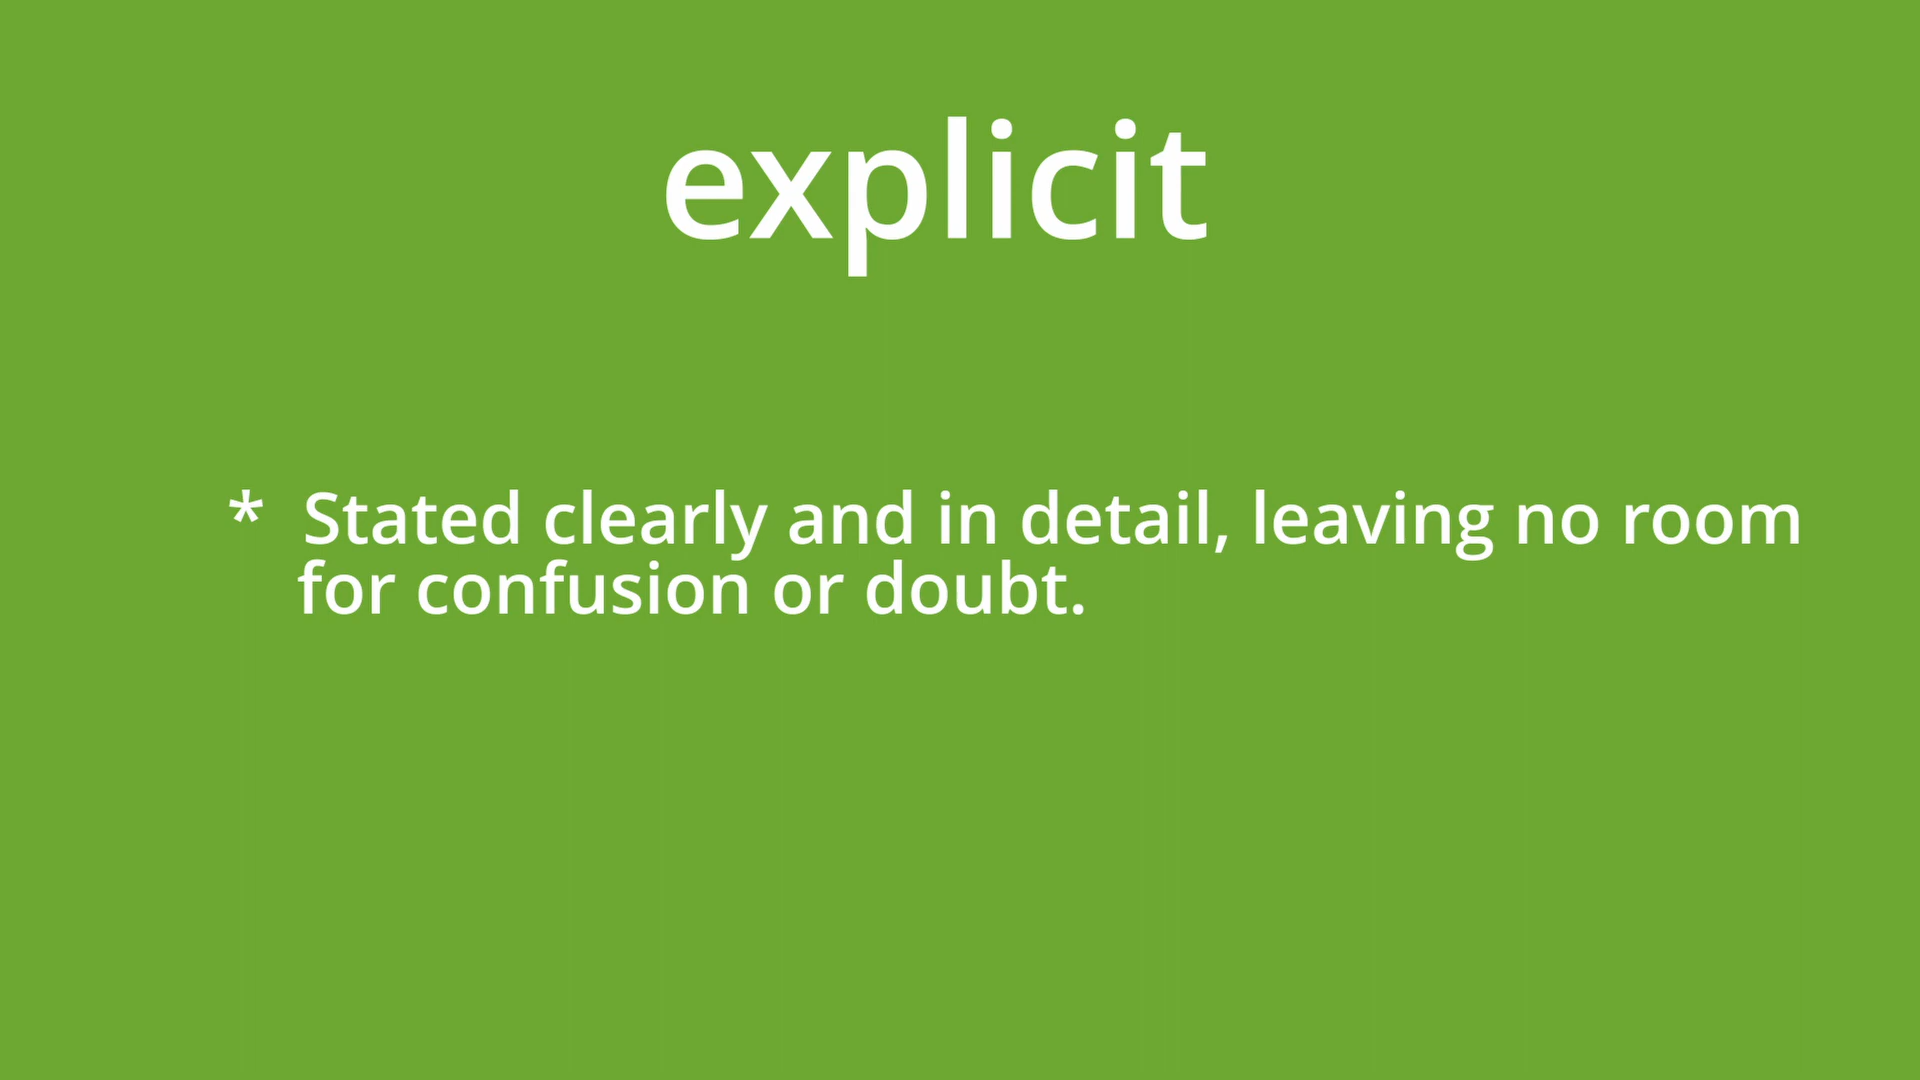 explicit
* Stated clearly and in detail, leaving no room
for confusion or doubt.